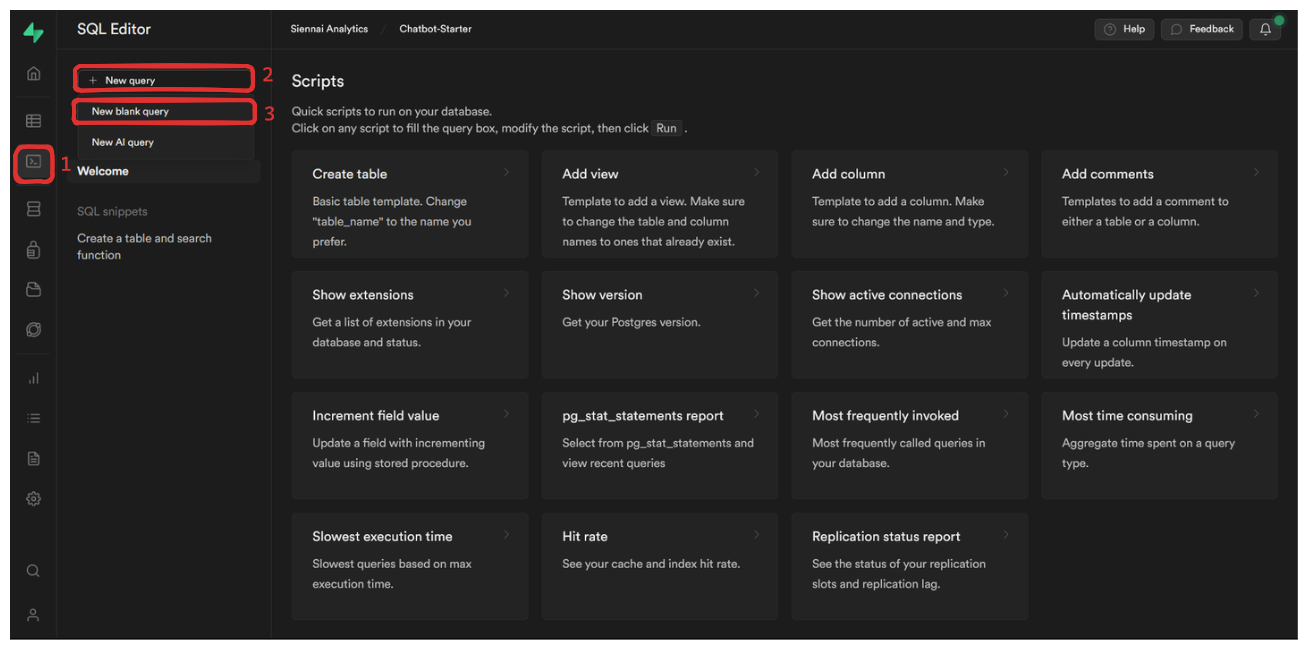 SQL Editor
Siennai Analytics / Chatbot-Starter
Help
Feedback
+ New query
2
New blank query
3
New AI query
1
Welcome
SQL snippets
Create a table and search
function
Scripts
Quick scripts to run on your database.
Click on any script to fill the query box, modify the script, then click Run .
Create table
Basic table template. Change
"table_name" to the name you
prefer.
Add view
Template to add a view. Make sure
to change the table and column
names to ones that already exist.
Add column
Template to add a column. Make
sure to change the name and type.
Add comments
Templates to add a comment to
either a table or a column.
Show extensions
Get a list of extensions in your
database and status.
Show version
Get your Postgres version.
Show active connections
Get the number of active and max
connections.
Automatically update
timestamps
Update a column timestamp on
every update.
Increment field value
Update a field with incrementing
value using stored procedure.
pg_stat_statements report
Select from pg_stat_statements and
view recent queries
Most frequently invoked
Most frequently called queries in
your database.
Most time consuming
Aggregate time spent on a query
type.
Slowest execution time
Slowest queries based on max
execution time.
Hit rate
See your cache and index hit rate.
Replication status report
See the status of your replication
slots and replication lag.